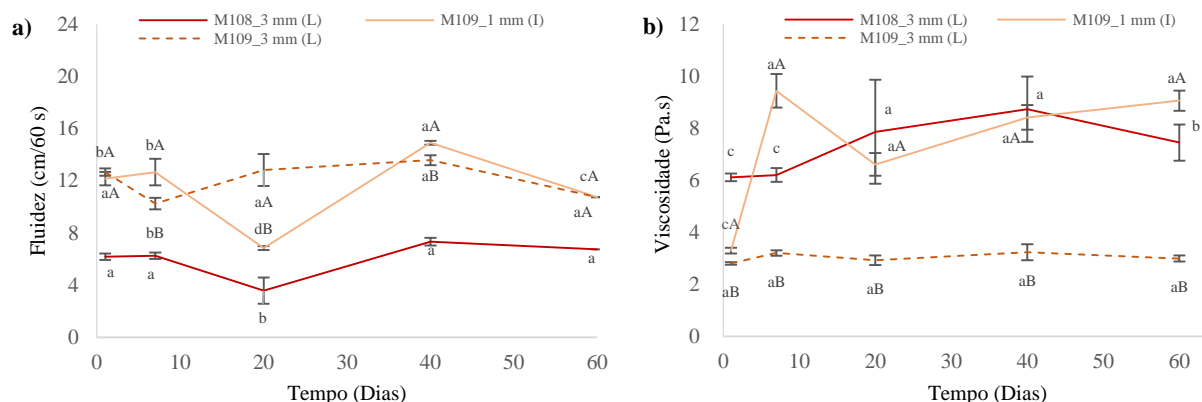 a)
M108_3 mm (L)
M109_1 mm (I)
M109_3 mm (L)
Fluidez (cm/60 s)
24
20
16
12
8
4
0
bA
bA
aA
aA
aB
cA
aA
bB
aA
dB
aA
a
a
b
a
a
0
10
20
30
40
50
60
Tempo (Dias)
b)
M108_3 mm (L)
M109_1 mm (I)
M109_3 mm (L)
Viscosidade (Pa.s)
12
10
8
6
4
2
0
aA
a
a
aA
c
c
aA
aA
b
cA
aB
aB
aB
aB
aB
0
10
20
30
40
50
60
Tempo (Dias)